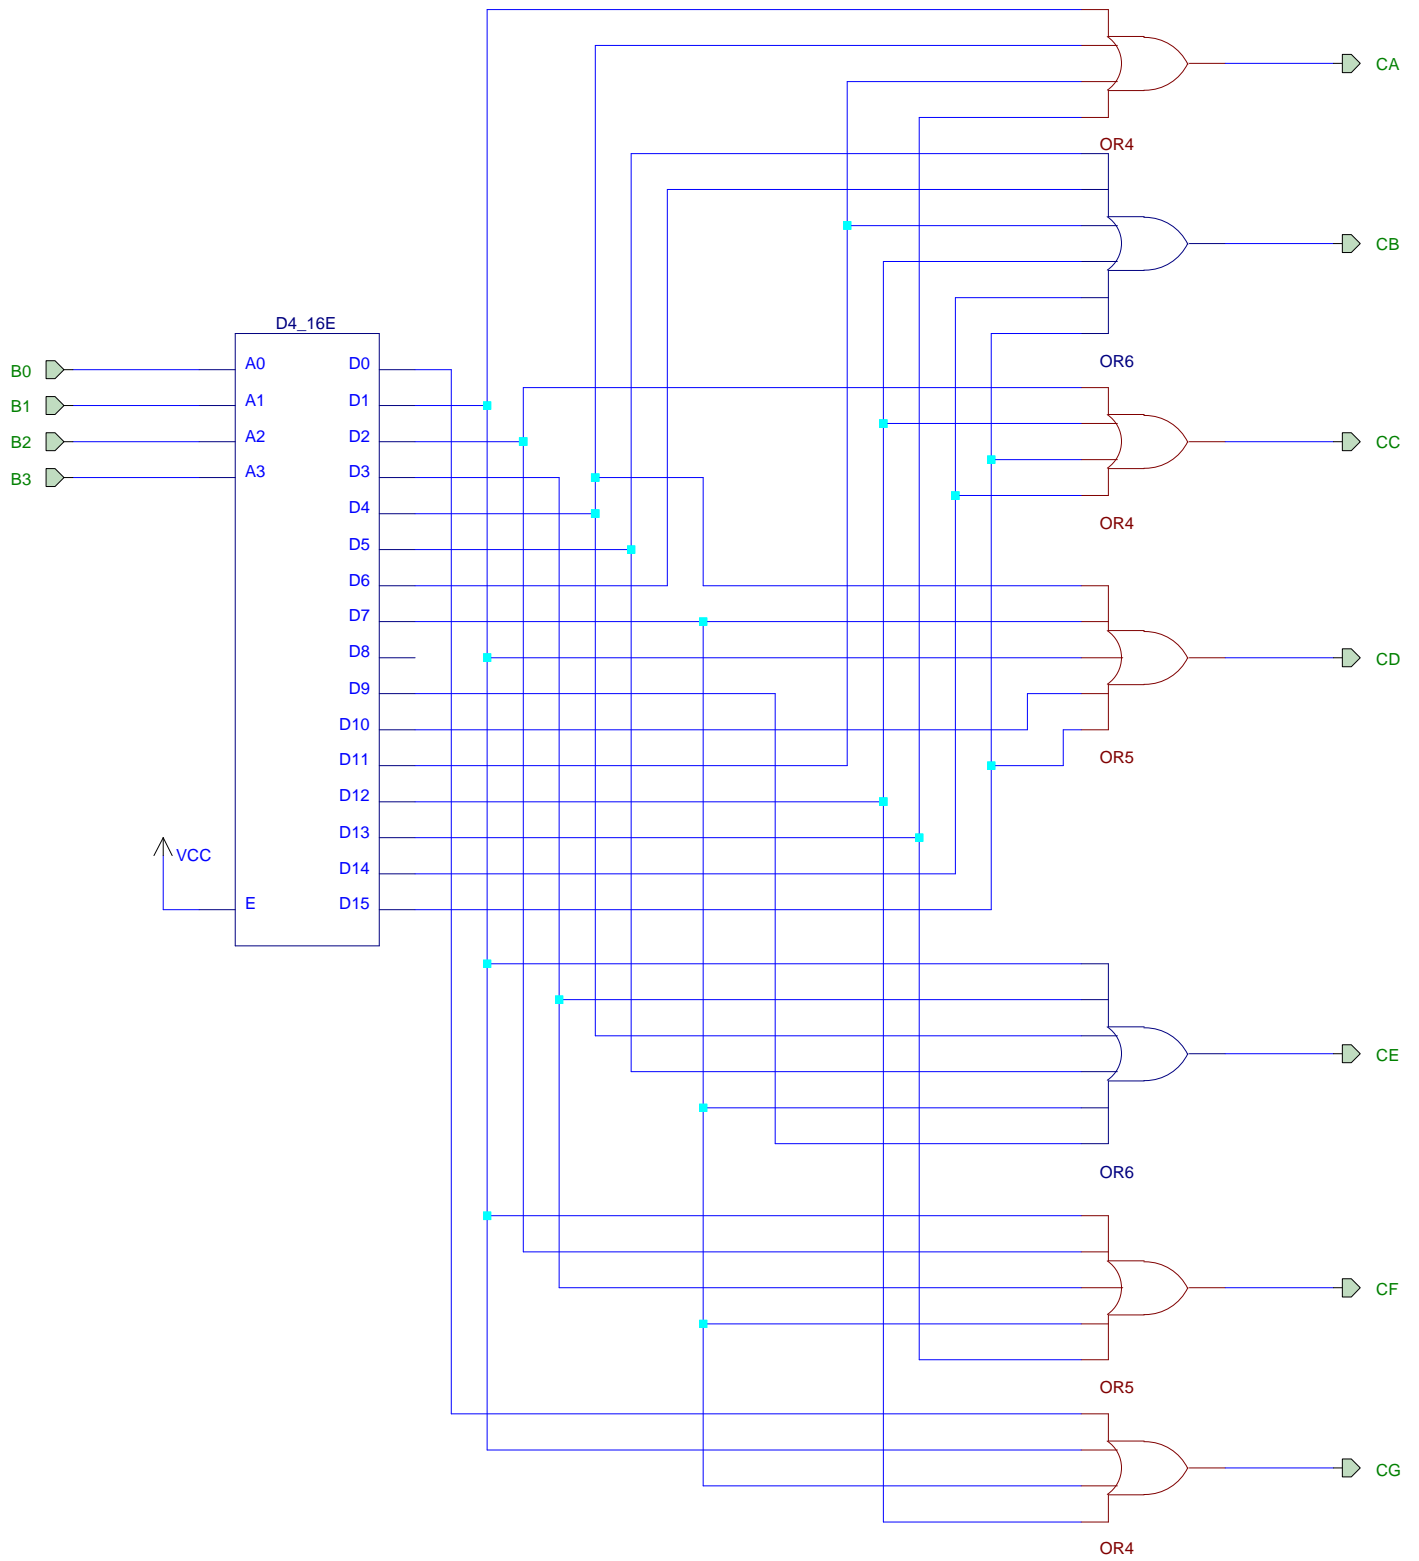 CA
OR4
CB
D4_16E
B0 A0 D0
OR6
B1 A1 D1
B2 A2 D2 CC
B3 A3 D3
D4
OR4
D5
D6
D7
D8 CD
D9
D10
D11 OR5
D12
D13
VCC
D14
E D15
CE
OR6
CF
OR5
CG
OR4